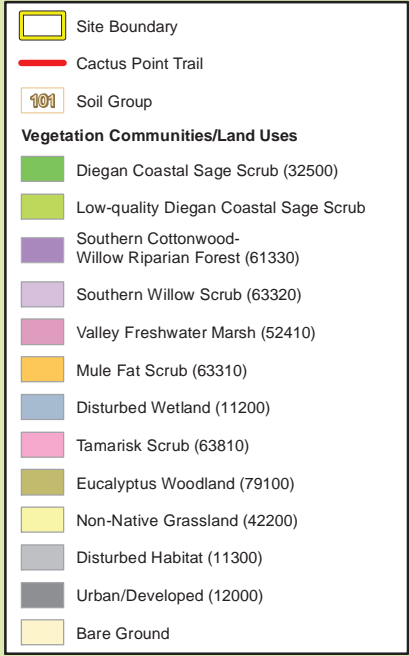 Site Boundary
Cactus Point Trail
101 Soil Group
Vegetation Communities/Land Uses
Diegan Coastal Sage Scrub (32500)
Low-quality Diegan Coastal Sage Scrub
Southern Cottonwood-
Willow Riparian Forest (61330)
Southern Willow Scrub (63320)
Valley Freshwater Marsh (52410)
Mule Fat Scrub (63310)
Disturbed Wetland (11200)
Tamarisk Scrub (63810)
Eucalyptus Woodland (79100)
Non-Native Grassland (42200)
Disturbed Habitat (11300)
Urban/Developed (12000)
Bare Ground